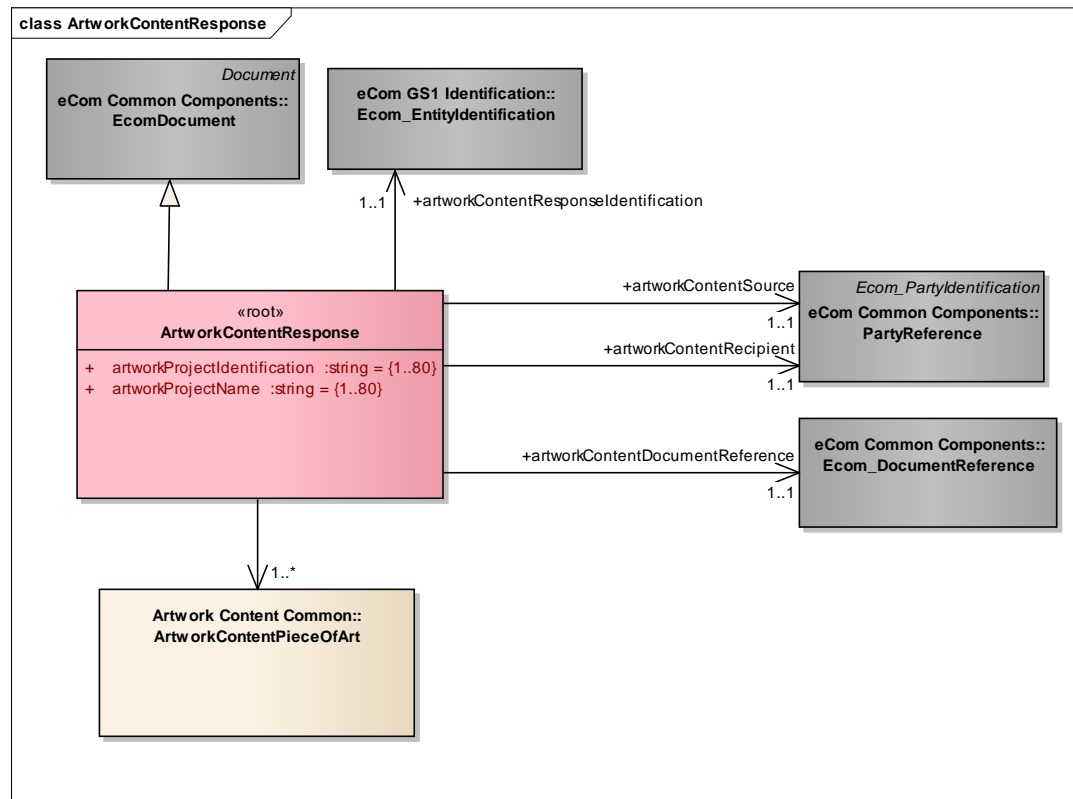 class ArtworkContentResponse
Document
eCom Common Components::
EcomDocument
eCom GS1 Identification::
Ecom_EntityIdentification
1..1
+artworkContentResponseIdentification
«root»
ArtworkContentResponse
+ artworkProjectIdentification :string = {1..80}
+ artworkProjectName :string = {1..80}
+artworkContentSource
1..1
+artworkContentRecipient
1..1
Ecom_PartyIdentification
eCom Common Components::
PartyReference
+artworkContentDocumentReference
1..1
eCom Common Components::
Ecom_DocumentReference
1..*
Artwork Content Common::
ArtworkContentPieceOfArt